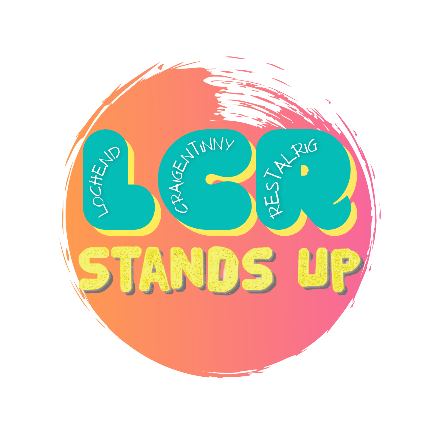 LCR
LOCHEND
CRAIGENTINNY
RESTALRIG
STANDS UP